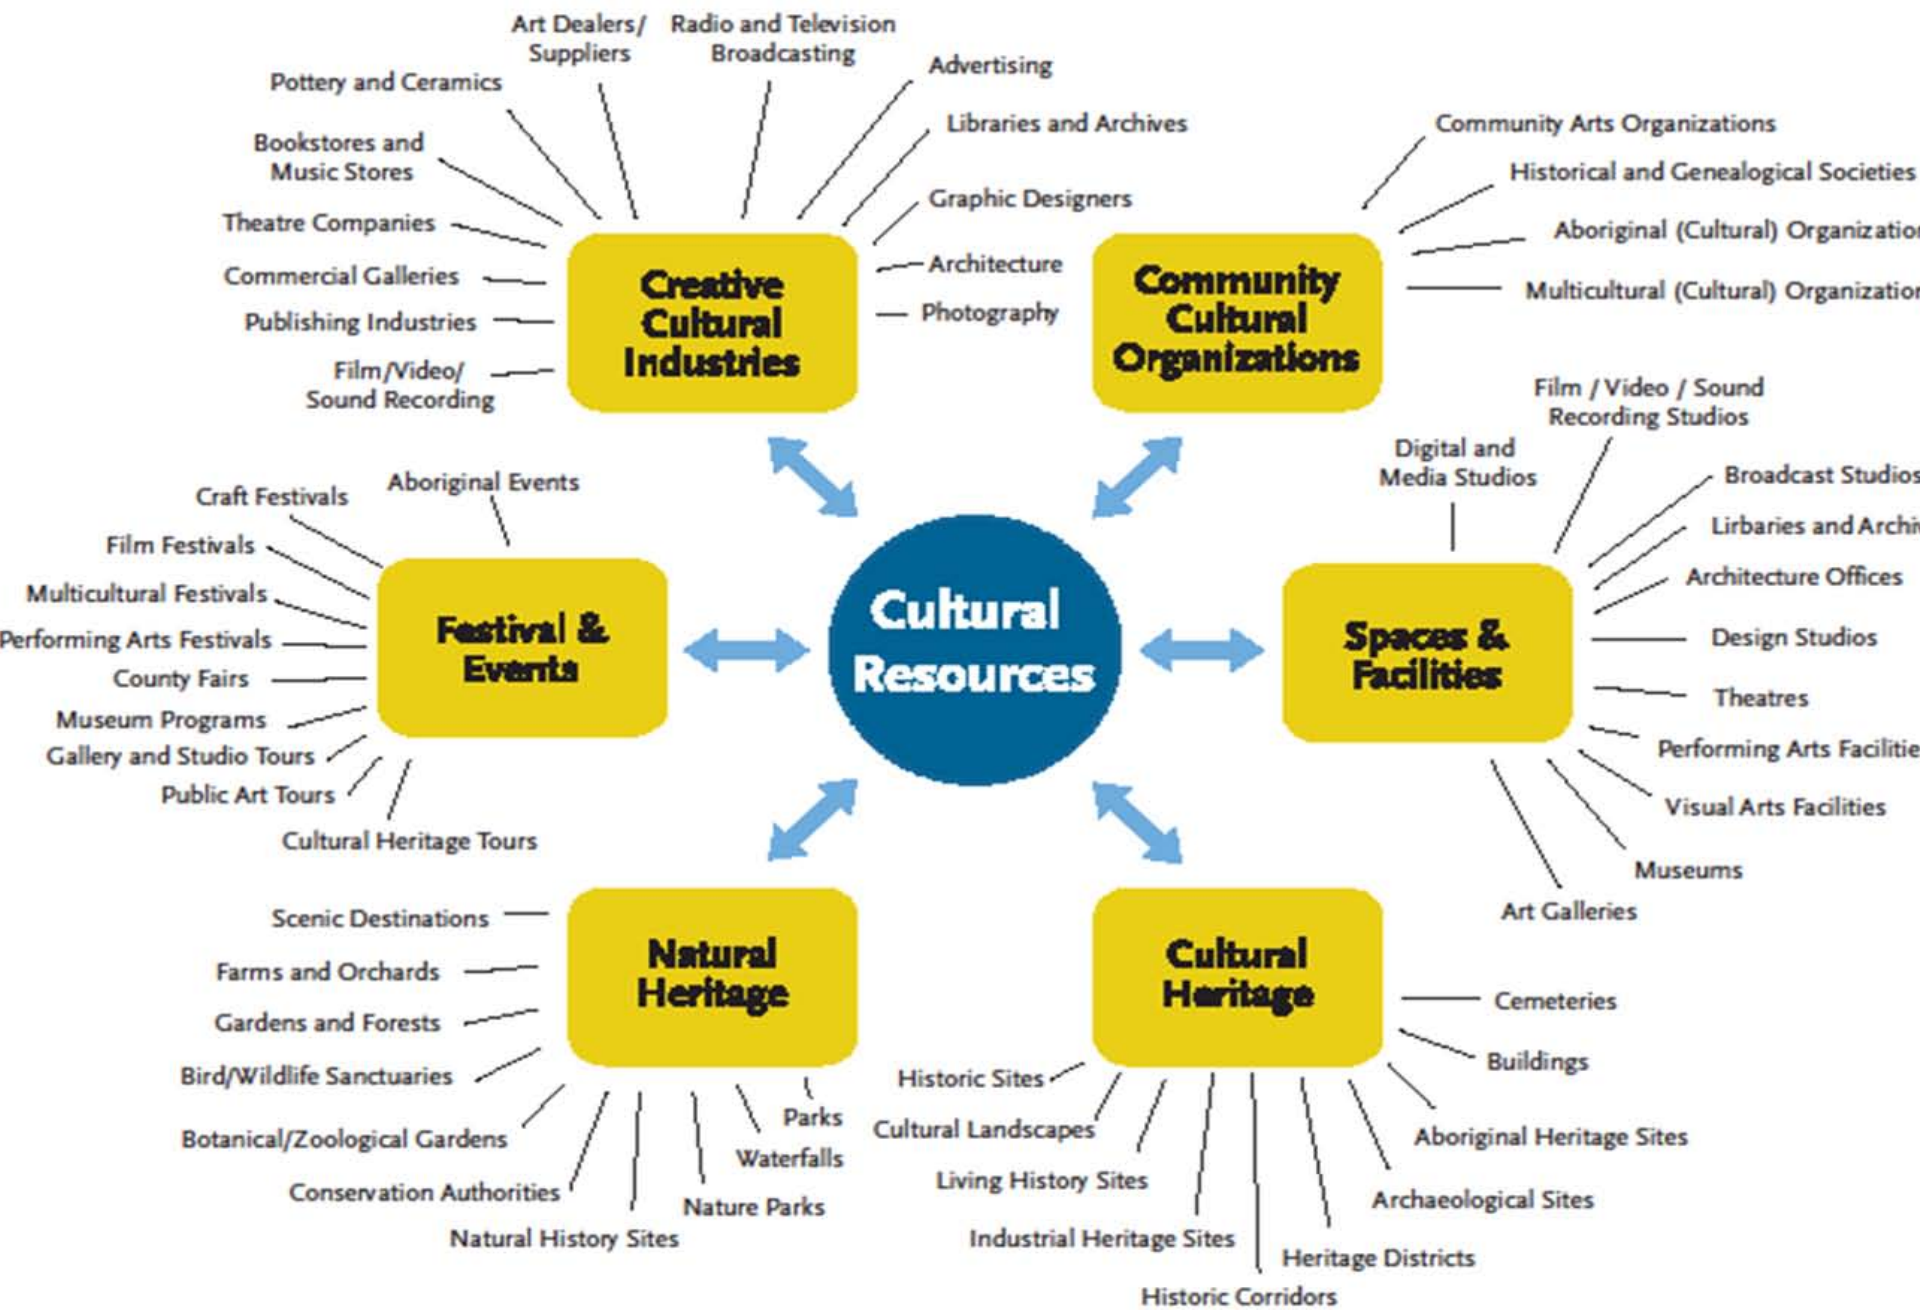 Art Dealers/
Suppliers
Radio and Television
Broadcasting
Pottery and Ceramics
Advertising
Bookstores and
Music Stores
Libraries and Archives
Theatre Companies
Graphic Designers
Commercial Galleries
Architecture
Publishing Industries
Photography
Film/Video/
Sound Recording
Creative
Cultural
Industries
Community Arts Organizations
Historical and Genealogical Societies
Aboriginal (Cultural) Organization
Multicultural (Cultural) Organization
Community
Cultural
Organizations
Aboriginal Events
Craft Festivals
Film Festivals
Multicultural Festivals
Performing Arts Festivals
County Fairs
Museum Programs
Gallery and Studio Tours
Public Art Tours
Cultural Heritage Tours
Festival &
Events
Cultural
Resources
Film / Video / Sound
Recording Studios
Digital and
Media Studios
Broadcast Studios
Lirbaries and Archiv
Architecture Offices
Design Studios
Theatres
Performing Arts Facilitie
Visual Arts Facilities
Museums
Art Galleries
Spaces &
Facilities
Natural
Heritage
Scenic Destinations
Farms and Orchards
Gardens and Forests
Bird/Wildlife Sanctuaries
Botanical/Zoological Gardens
Conservation Authorities
Natural History Sites
Nature Parks
Waterfalls
Parks
Cultural
Heritage
Cemeteries
Buildings
Aboriginal Heritage Sites
Archaeological Sites
Heritage Districts
Historic Corridors
Industrial Heritage Sites
Living History Sites
Cultural Landscapes
Historic Sites